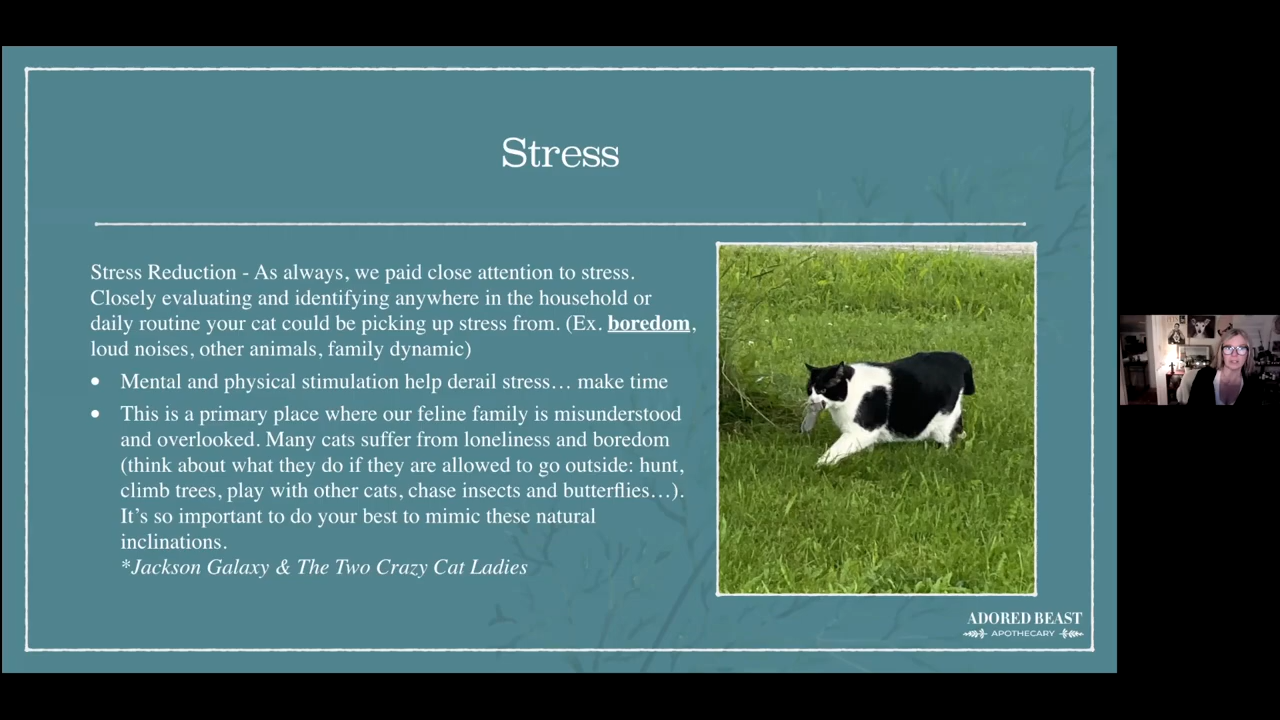 Stress
Stress Reduction - As always, we paid close attention to stress.
Closely evaluating and identifying anywhere in the household or
daily routine your cat could be picking up stress from. (Ex. boredom,
loud noises, other animals, family dynamic)
• Mental and physical stimulation help derail stress… make time
• This is a primary place where our feline family is misunderstood
and overlooked. Many cats suffer from loneliness and boredom
(think about what they do if they are allowed to go outside: hunt,
climb trees, play with other cats, chase insects and butterflies…).
It’s so important to do your best to mimic these natural
inclinations.
*Jackson Galaxy & The Two Crazy Cat Ladies
ADORED BEAST
APOTHECARY